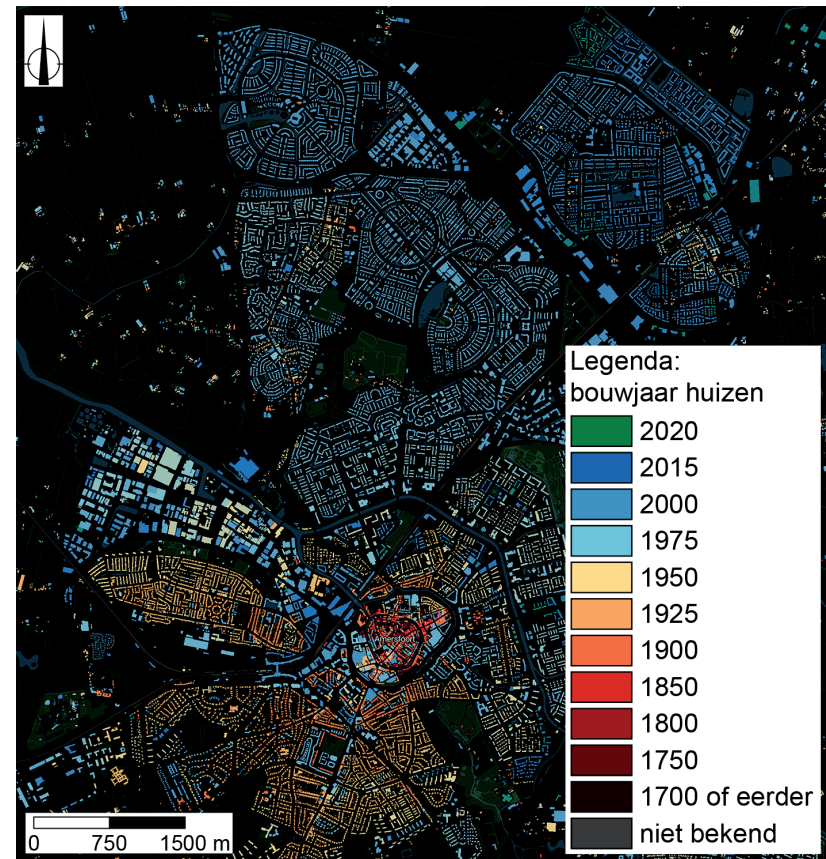 Legenda:
bouwjaar huizen
2020
2015
2000
1975
1950
1925
1900
1850
1800
1750
1700 of eerder
niet bekend
Amersfoort
0 750 1500 m